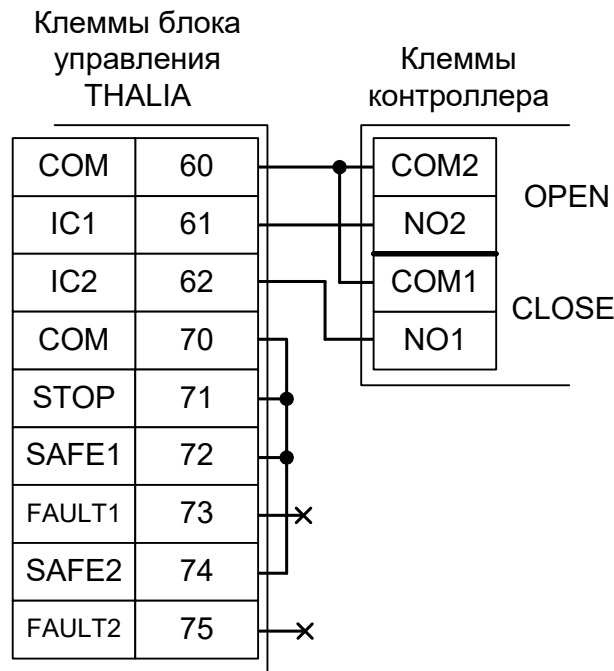 Клеммы блока
управления
THALIA
Клеммы
контроллера
COM 60
IC1 61
IC2 62
COM 70
STOP 71
SAFE1 72
FAULT1 73
SAFE2 74
FAULT2 75
COM2
NO2
OPEN
COM1
NO1
CLOSE